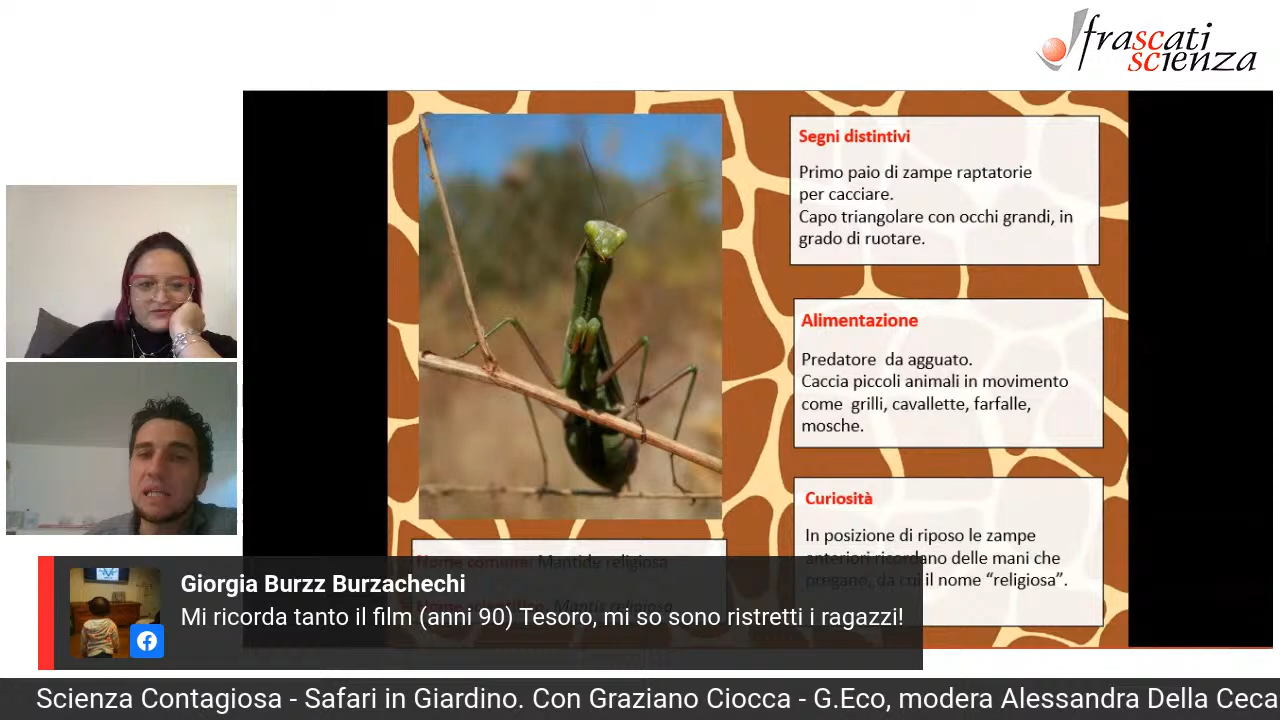 frascati
scienza
Segni distintivi
Primo paio di zampe raptatorie
per cacciare.
Capo triangolare con occhi grandi, in
grado di ruotare.
Alimentazione
Predatore da agguato.
Caccia piccoli animali in movimento
come grilli, cavallette, farfalle,
mosche.
Curiosità
In posizione di riposo le zampe
anteriori ricordano delle mani che
pregano, da cui il nome “religiosa”.
Nome comune: Mantide religiosa
Mantis religiosa
Giorgia Burzz Burzachechi
Mi ricorda tanto il film (anni 90) Tesoro, mi so sono ristretti i ragazzi!
Scienza Contagiosa - Safari in Giardino. Con Graziano Ciocca - G.Eco, modera Alessandra Della Ceca